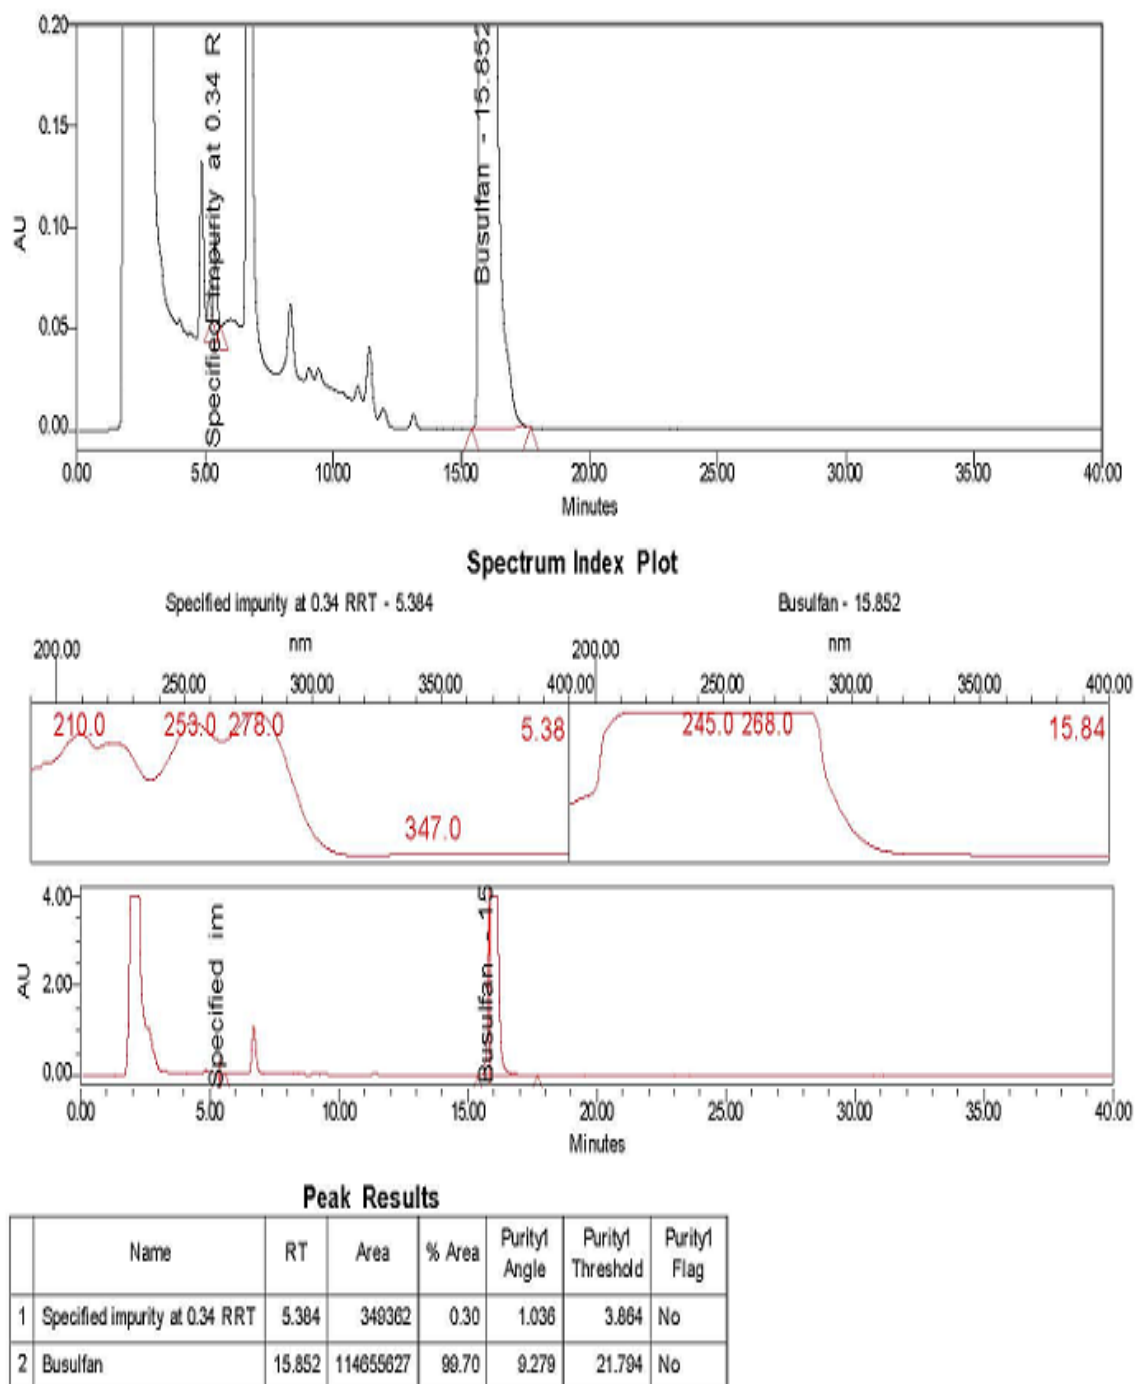 0.20
0.15
0.10
0.05
0.00
AU
Specified impurity at 0.34 R
Busulfan - 15.852
0.00 5.00 10.00 15.00 20.00 25.00 30.00 35.00 40.00
Minutes
Spectrum Index Plot
Specified impurity at 0.34 RRT - 5.384 Busulfan - 15.852
200.00 nm 200.00 nm
250.00 300.00 350.00 400.00 250.00 300.00 350.00 400.00
210.0 253.0 278.0 5.38 245.0 268.0 15.84
347.0
4.00
2.00
0.00
AU
Specified im
Busulfan - 15
0.00 5.00 10.00 15.00 20.00 25.00 30.00 35.00 40.00
Minutes
Peak Results
Name RT Area % Area Purity1 Angle Purity1 Threshold Purity1 Flag
1 Specified impurity at 0.34 RRT 5.384 349362 0.30 1.036 3.864 No
2 Busulfan 15.852 114655627 99.70 9.279 21.794 No